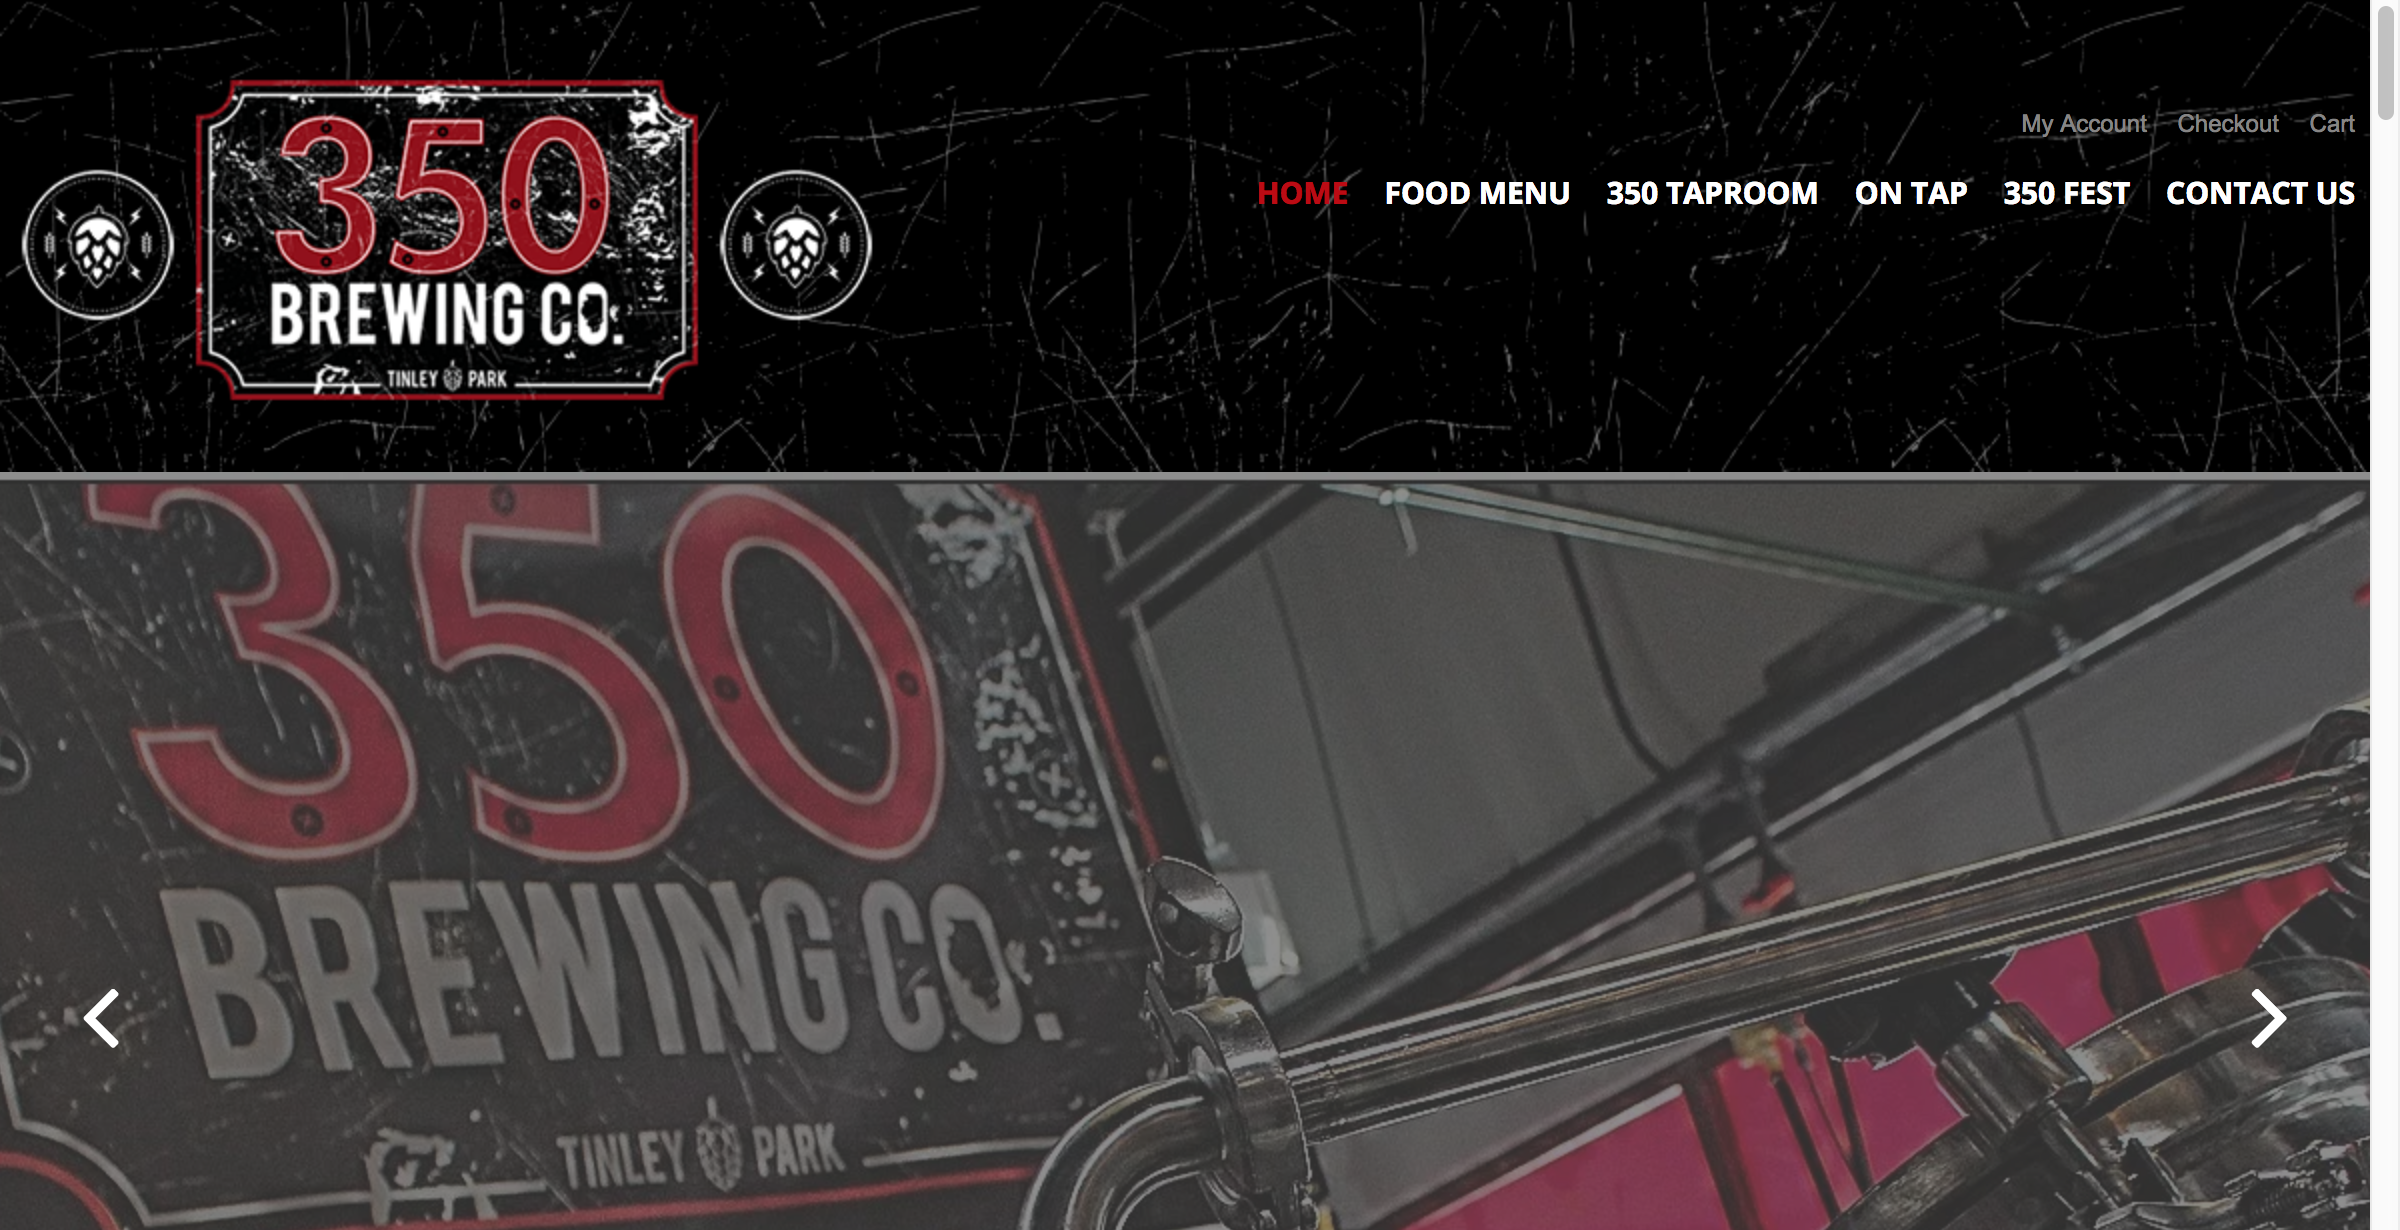 350
BREWING CO.
TINLEY PARK
My Account Checkout Cart
HOME FOOD MENU 350 TAPROOM ON TAP 350 FEST CONTACT US
350
BREWING CO.
TINLEY PARK